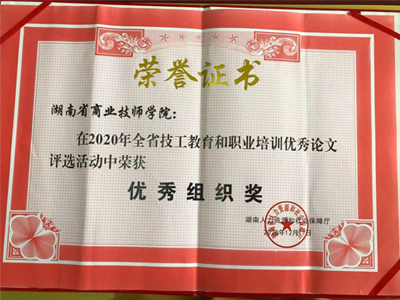 荣誉证书
湖南省商业技师学院：
在2020年全省技工教育和职业培训优秀论文
评选活动中荣获
优秀组织奖
湖南人力资源和社会保障厅